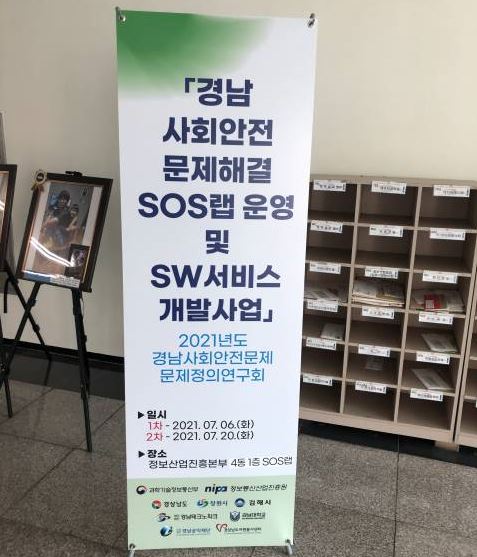 「경남
사회안전
문제해결
SOS랩 운영
및
SW서비스
개발사업」
2021년도
경남사회안전문제
문제정의연구회
▶일시
1차 - 2021. 07. 06.(화)
2차 - 2021. 07. 20.(화)
▶장소
정보산업진흥본부 4동 1층 SOS랩
과학기술정보통신부 nipa 정보통신산업진흥원
경상남도 창원시 김해시
경남테크노파크 경남대학교